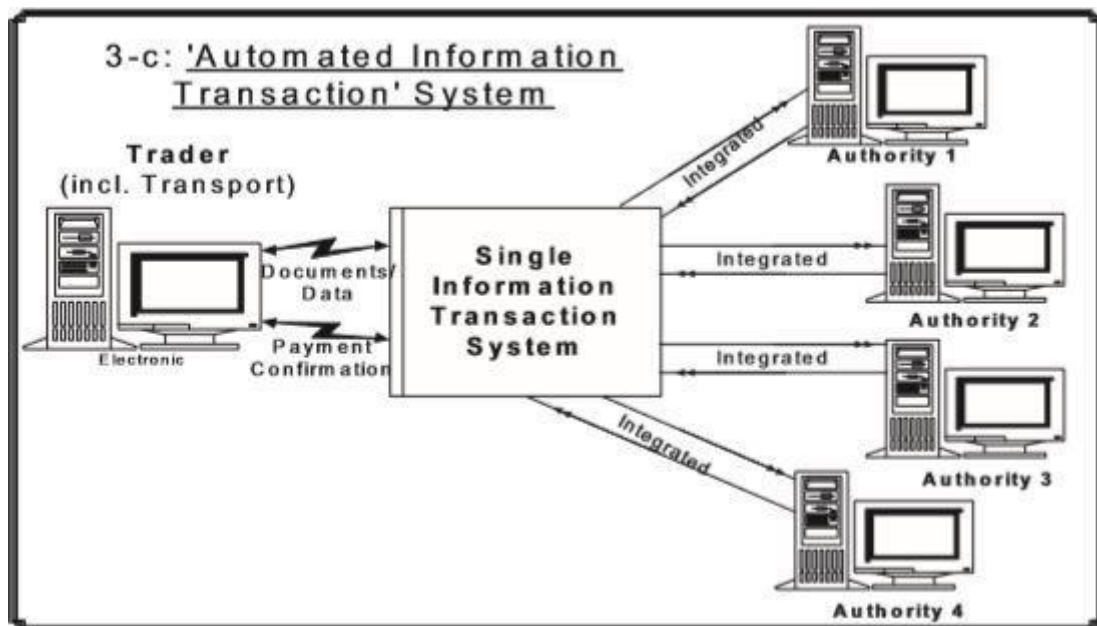 3-c: 'Automated Information
Transaction' System
Trader
(incl. Transport)
Electronic
Documents/
Data
Payment
Confirmation
Single
Information
Transaction
System
Integrated
Authority 1
Integrated
Authority 2
Integrated
Authority 3
Integrated
Authority 4